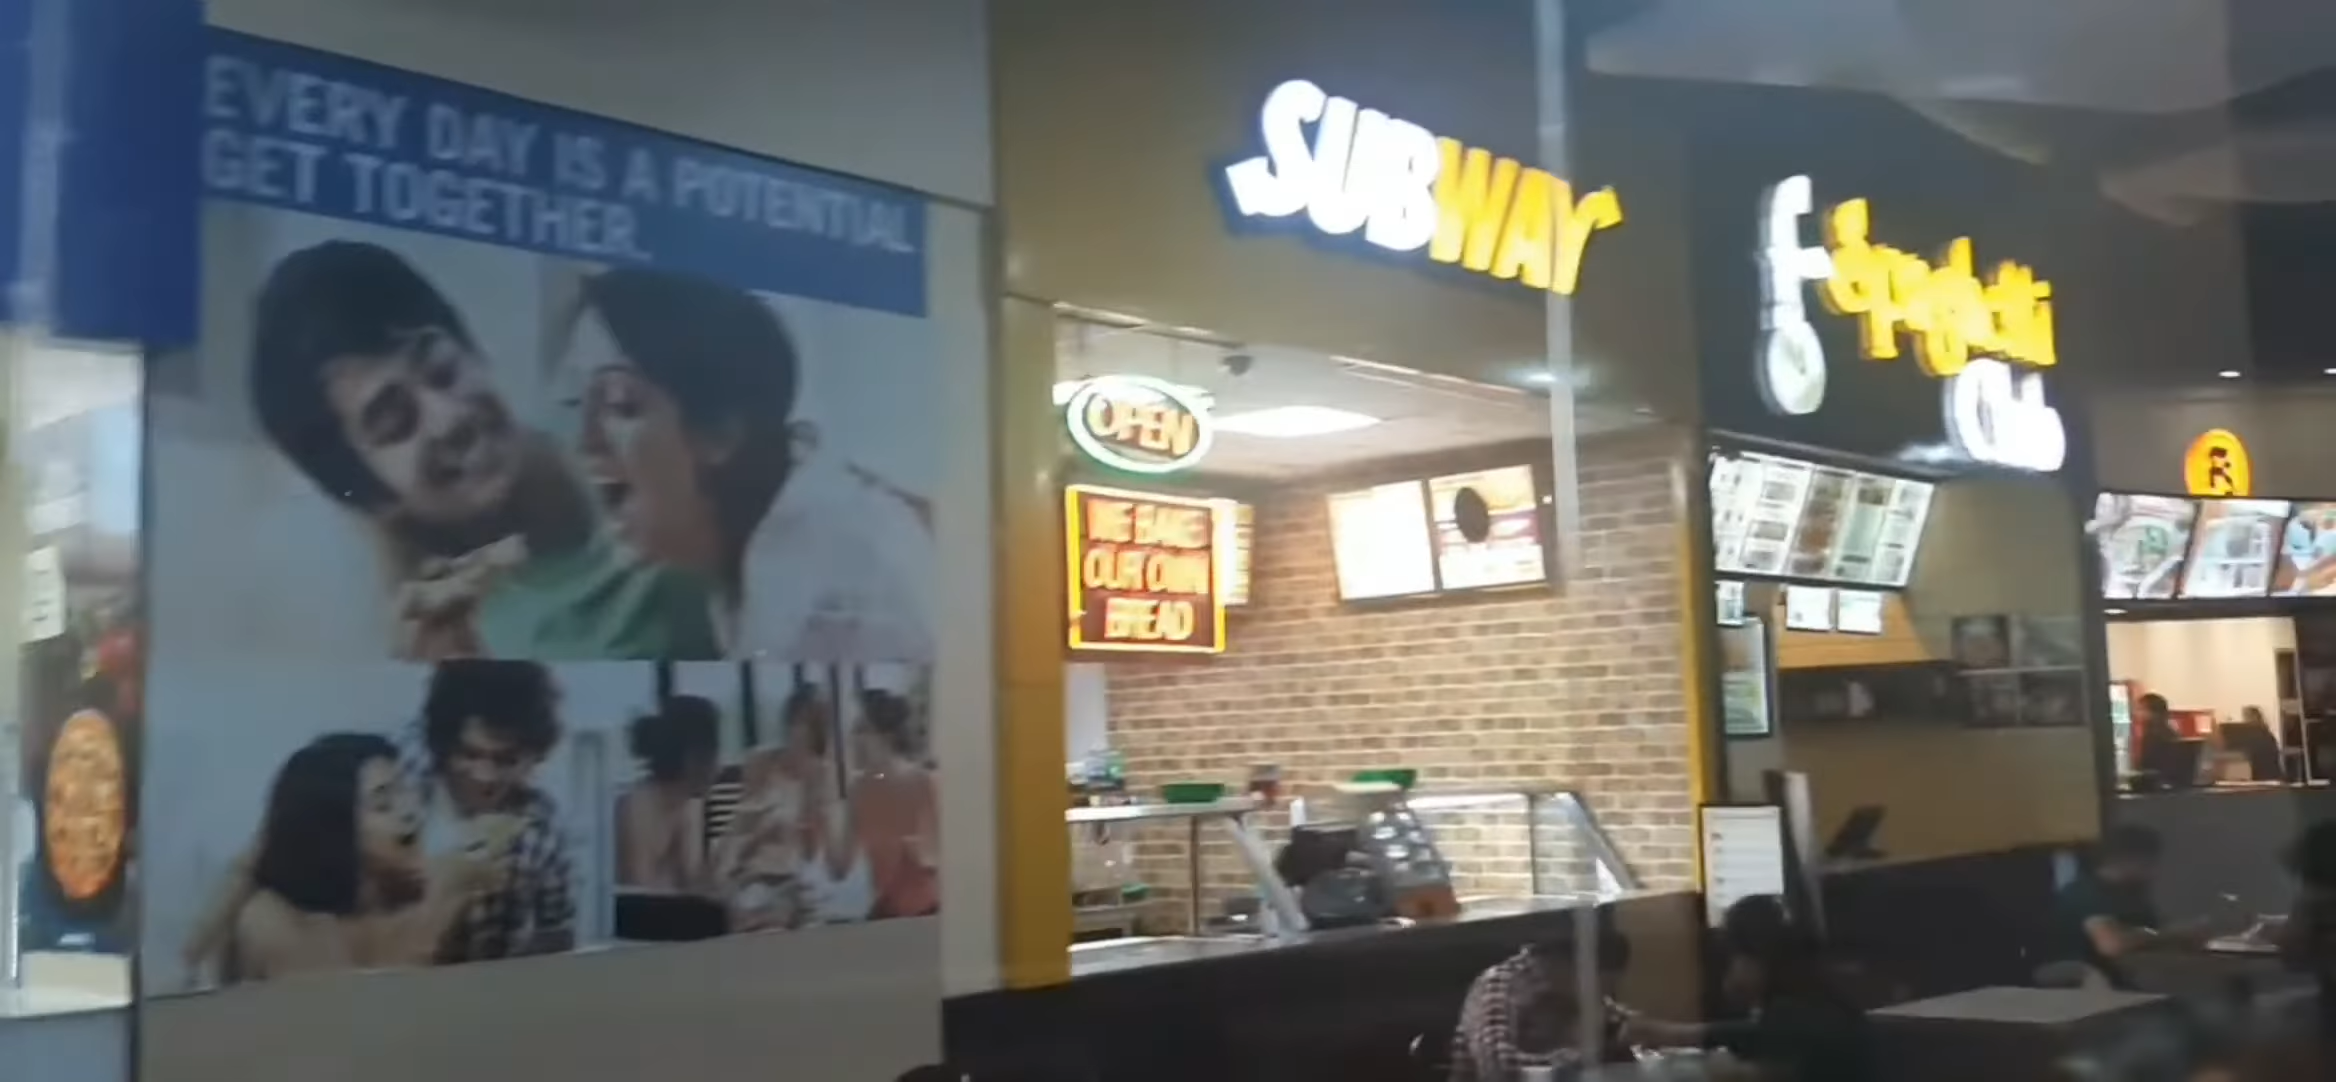 EVERY DAY IS A POTENTIAL
GET TOGETHER.
SUBWAY
OPEN
WE BAKE
OUR OWN
BREAD
Spaghetti
Club